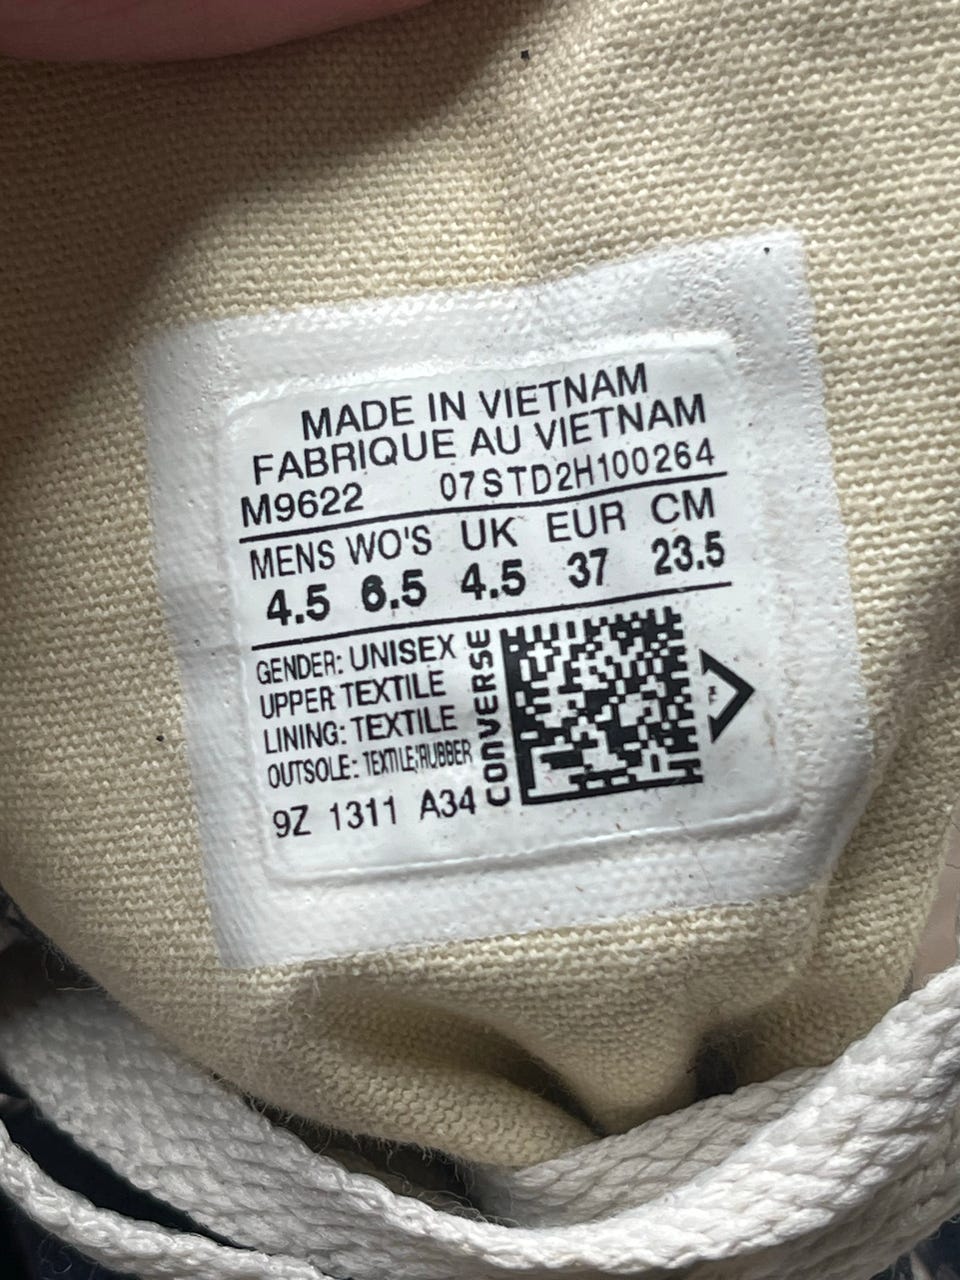 MADE IN VIETNAM
FABRIQUE AU VIETNAM
M9622 07STD2H100264
MENS WO'S UK EUR CM
4.5 6.5 4.5 37 23.5
GENDER: UNISEX
UPPER TEXTILE
LINING: TEXTILE
OUTSOLE: TEXTILE/RUBBER
9Z 1311 A34
CONVERSE